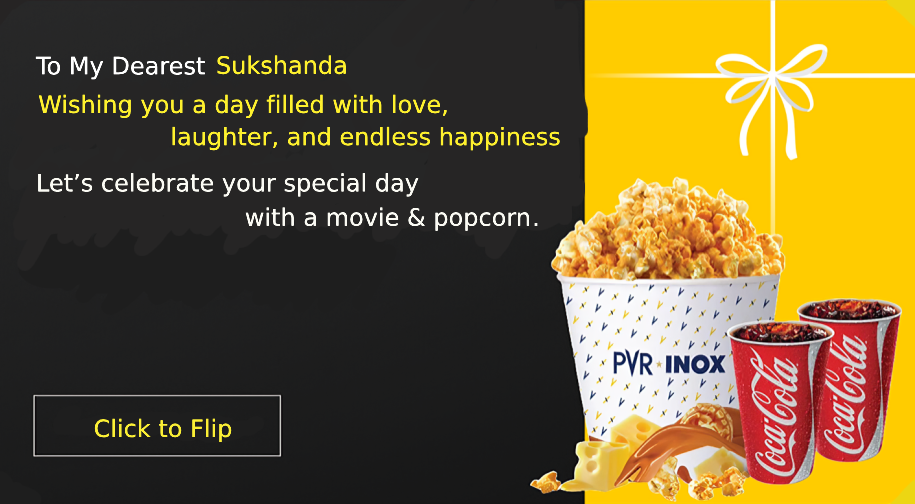 To My Dearest Sukshanda
Wishing you a day filled with love,
laughter, and endless happiness
Let’s celebrate your special day
with a movie & popcorn.
PVR INOX
Coca-Cola
Coca-Cola
Click to Flip